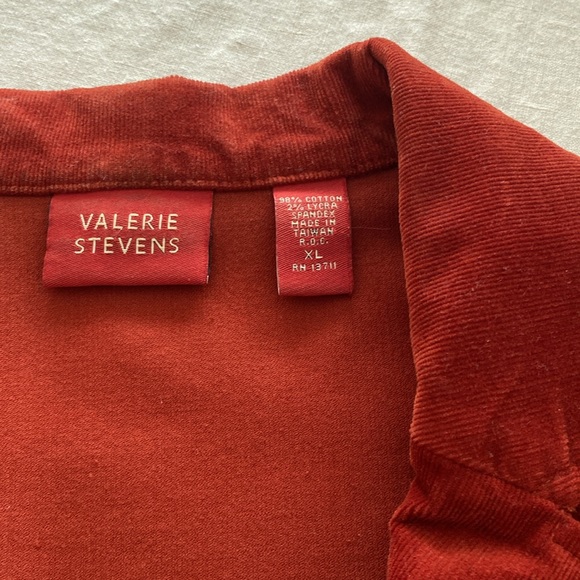 VALERIE
STEVENS
98% COTTON
2% LYCRA
SPANDEX
MADE IN
TAIWAN
R.O.C.
XL
RN 13711